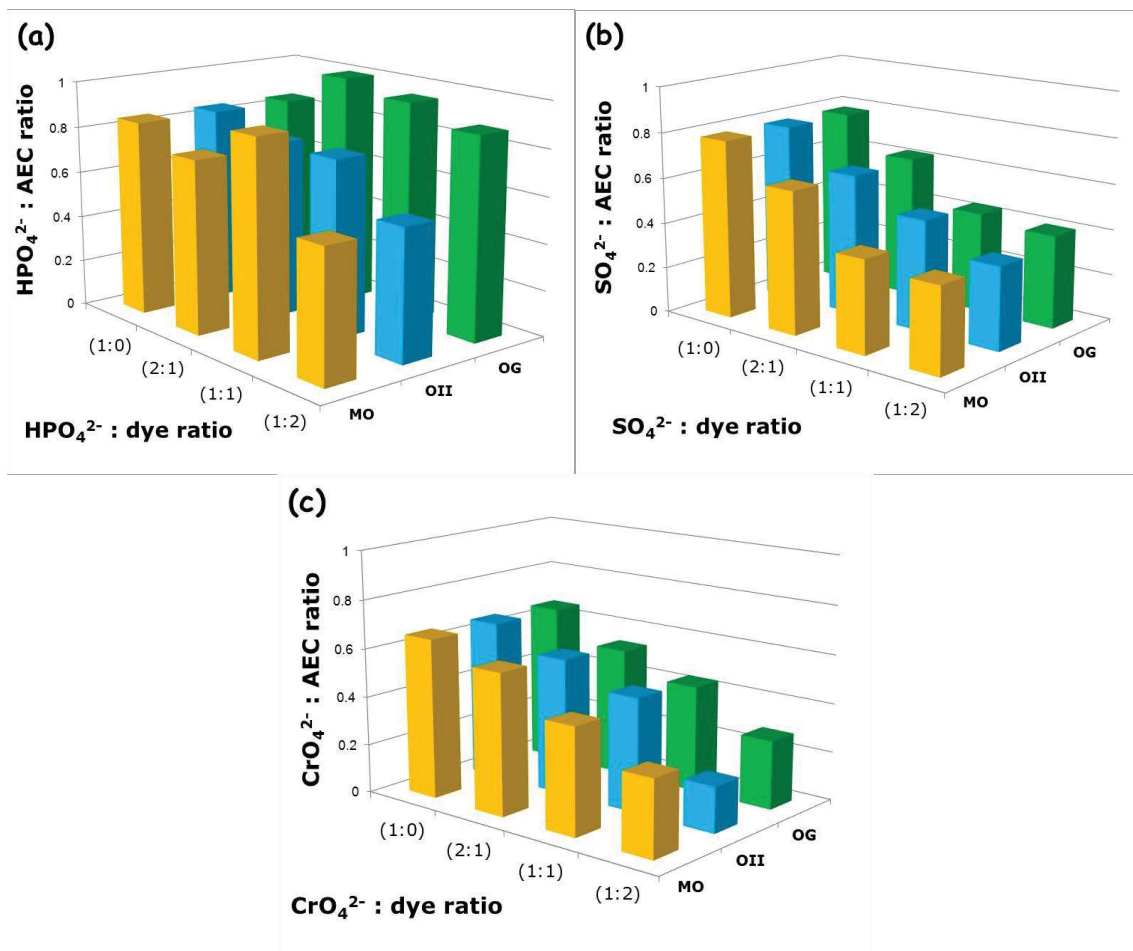 (a)
HPO₄²⁻ : AEC ratio
1
0.8
0.6
0.4
0.2
0
(1:0)
(2:1)
(1:1)
(1:2)
MO
OII
OG
HPO₄²⁻ : dye ratio
(b)
SO₄²⁻ : AEC ratio
1
0.8
0.6
0.4
0.2
0
(1:0)
(2:1)
(1:1)
(1:2)
MO
OII
OG
SO₄²⁻ : dye ratio
(c)
CrO₄²⁻ : AEC ratio
1
0.8
0.6
0.4
0.2
0
(1:0)
(2:1)
(1:1)
(1:2)
MO
OII
OG
CrO₄²⁻ : dye ratio